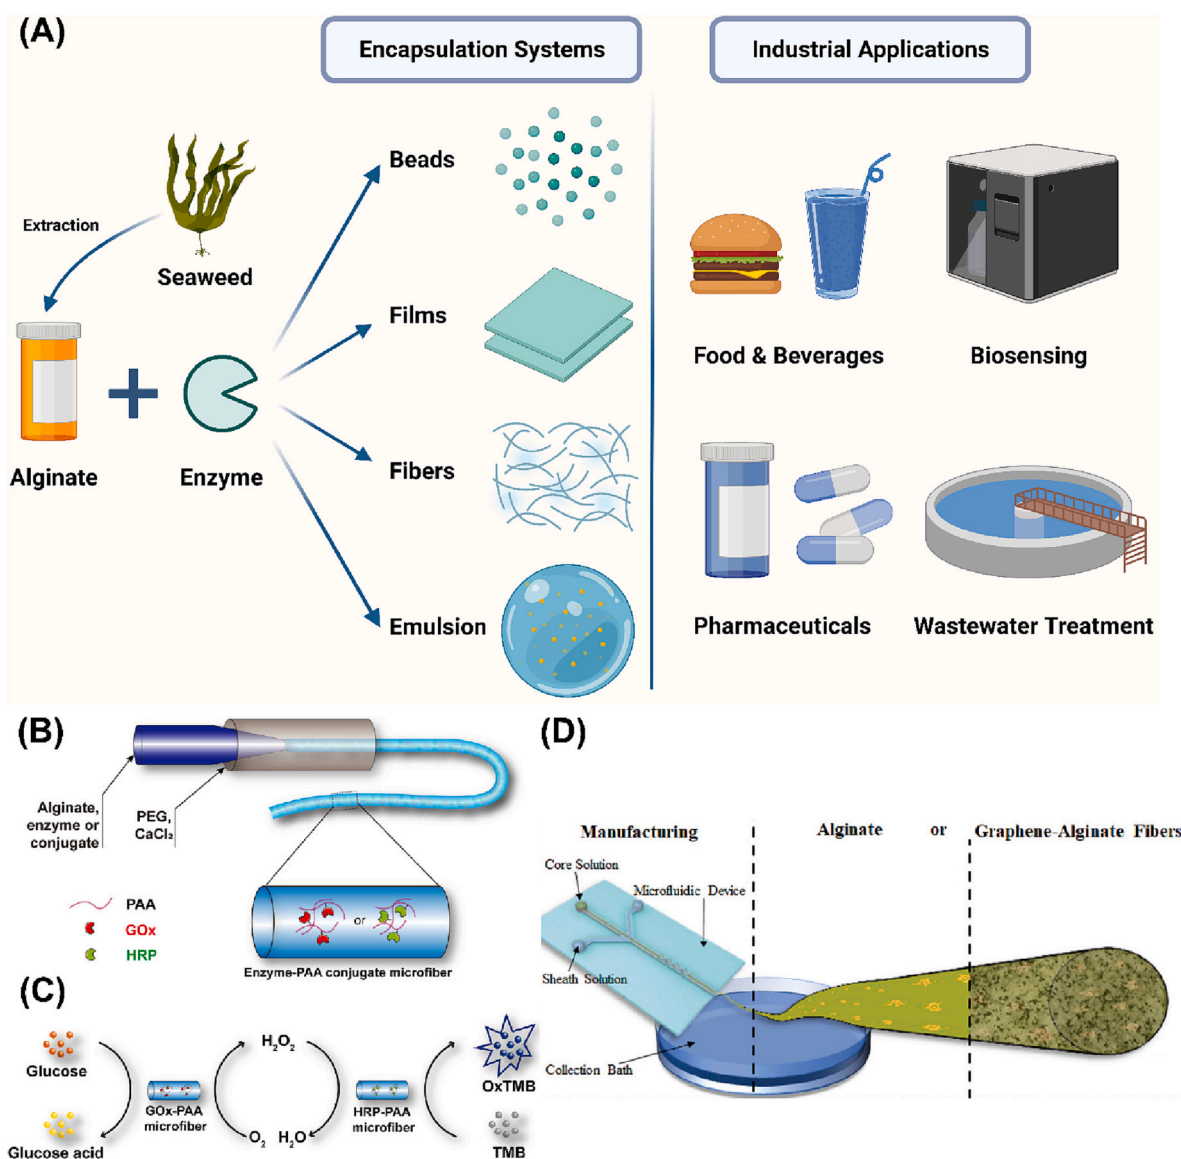 (A)
Encapsulation Systems
Industrial Applications
Extraction
Seaweed
Alginate
Enzyme
Beads
Films
Fibers
Emulsion
Food & Beverages
Biosensing
Pharmaceuticals
Wastewater Treatment
(B)
Alginate,
enzyme or
conjugate
PEG,
CaCl₂
PAA
GOx
HRP
or
Enzyme-PAA conjugate microfiber
(C)
Glucose
Glucose acid
GOx-PAA
microfiber
H₂O₂
O₂
H₂O
HRP-PAA
microfiber
OxTMB
TMB
(D)
Manufacturing
Alginate or Graphene-Alginate Fibers
Core Solution
Microfluidic Device
Sheath Solution
Collection Bath